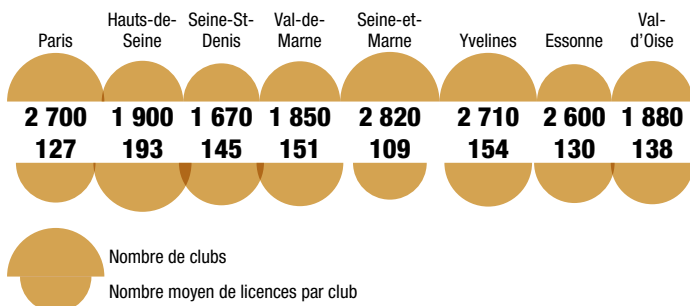 Paris Hauts-de-Seine Seine-St-Denis Val-de-Marne Seine-et-Marne Yvelines Essonne Val-d'Oise
2 700 1 900 1 670 1 850 2 820 2 710 2 600 1 880
127 193 145 151 109 154 130 138
Nombre de clubs
Nombre moyen de licences par club